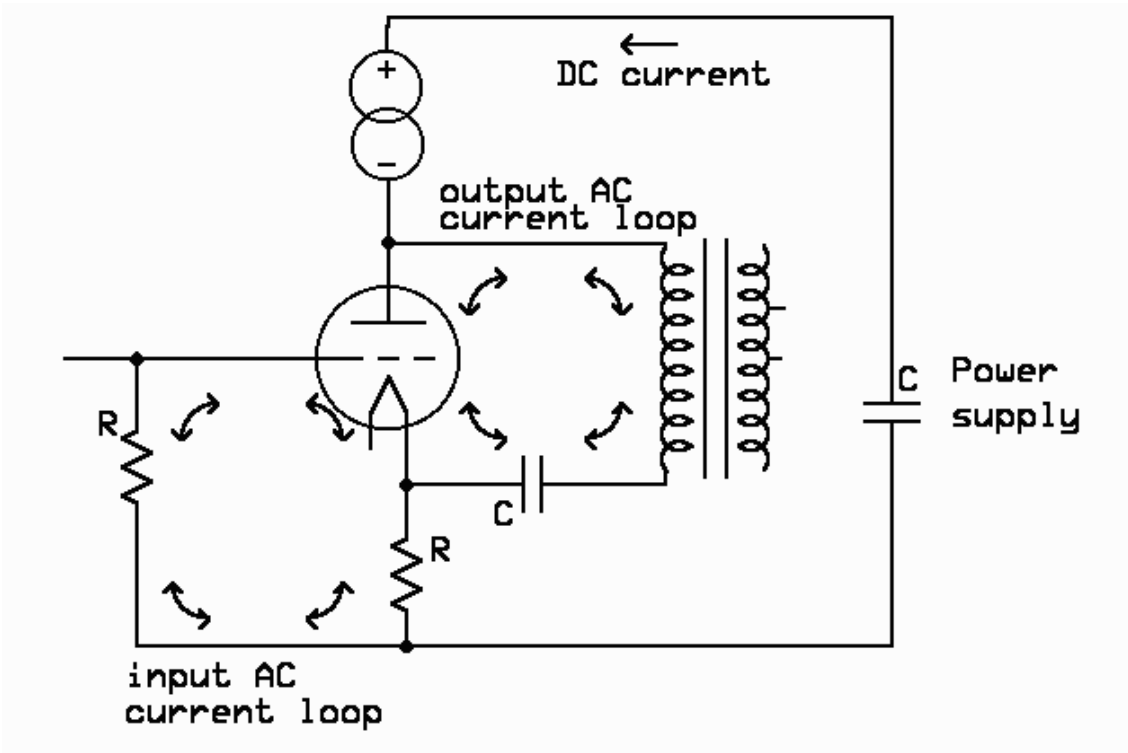 +
−
DC current
output AC
current loop
R
C
Power
supply
C
R
input AC
current loop